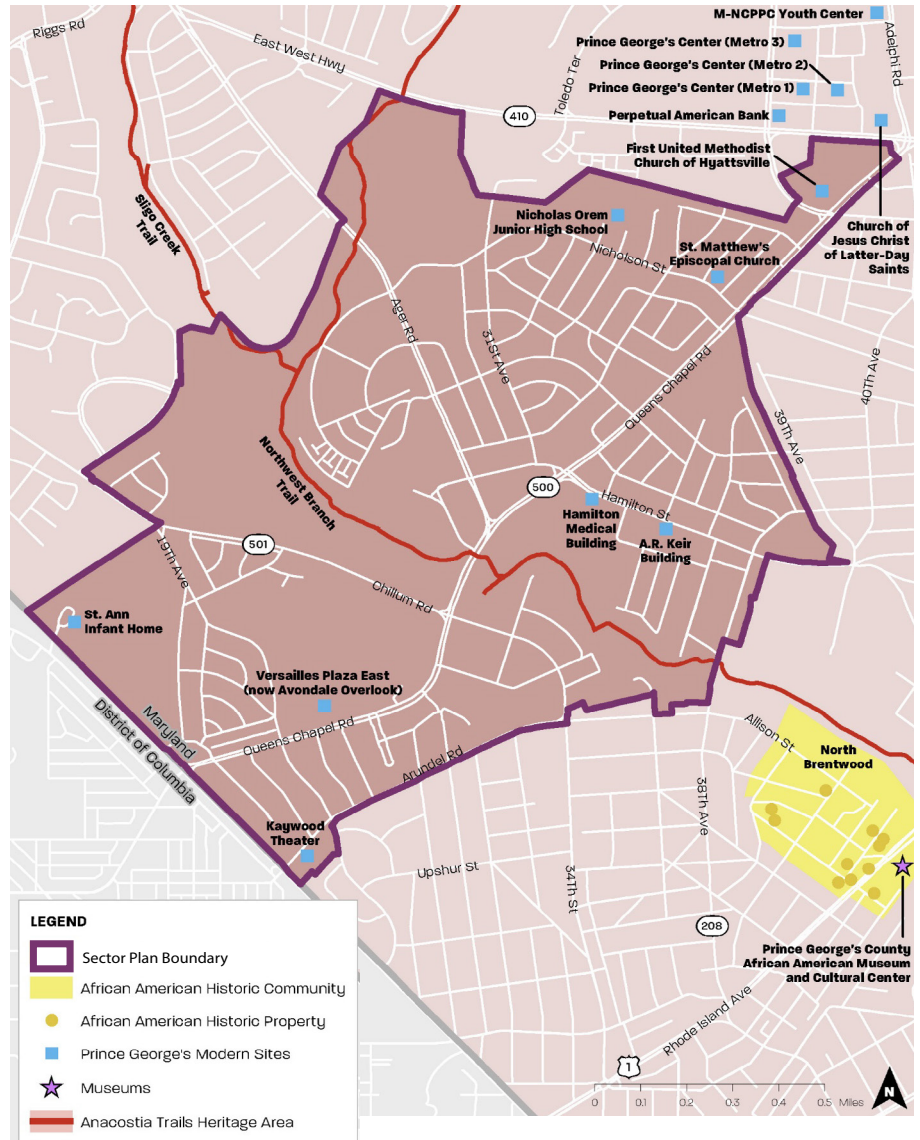 M-NCPPC Youth Center
Riggs Rd
Adelphi Rd
East West Hwy
Prince George's Center (Metro 3)
Toledo Ter
Prince George's Center (Metro 2)
Prince George's Center (Metro 1)
410
Perpetual American Bank
First United Methodist
Church of Hyattsville
Sligo Creek
Trail
Nicholas Orem
Junior High School
Church of
Jesus Christ
of Latter-Day
Saints
Nicholson St
St. Matthew's
Episcopal Church
Ager Rd
31St Ave
Queens Chapel Rd
40Th Ave
39Th Ave
Northwest Branch
Trail
500
Hamilton St
Hamilton
Medical
Building
A.R. Keir
Building
501
19Th Ave
Chillum Rd
St. Ann
Infant Home
Versailles Plaza East
(now Avondale Overlook)
Maryland
District of Columbia
Queens Chapel Rd
Arundel Rd
Allison St
North
Brentwood
38Th Ave
Kaywood
Theater
Upshur St
34Th St
208
Prince George's County
African American Museum
and Cultural Center
Rhode Island Ave
1
LEGEND
Sector Plan Boundary
African American Historic Community
African American Historic Property
Prince George's Modern Sites
Museums
Anacostia Trails Heritage Area
0 0.1 0.2 0.3 0.4 0.5 Miles
N